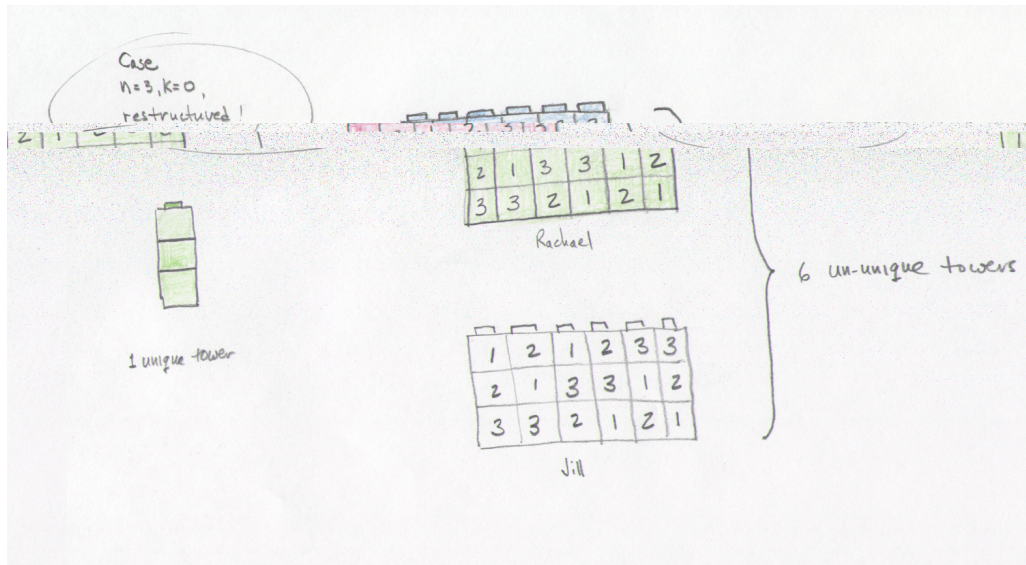 Case
n=3, k=0,
restructured!
2 1 3 3 1 2
3 3 2 1 2 1
Rachael
6 un-unique towers
1 unique tower
1 2 1 2 3 3
2 1 3 3 1 2
3 3 2 1 2 1
Jill